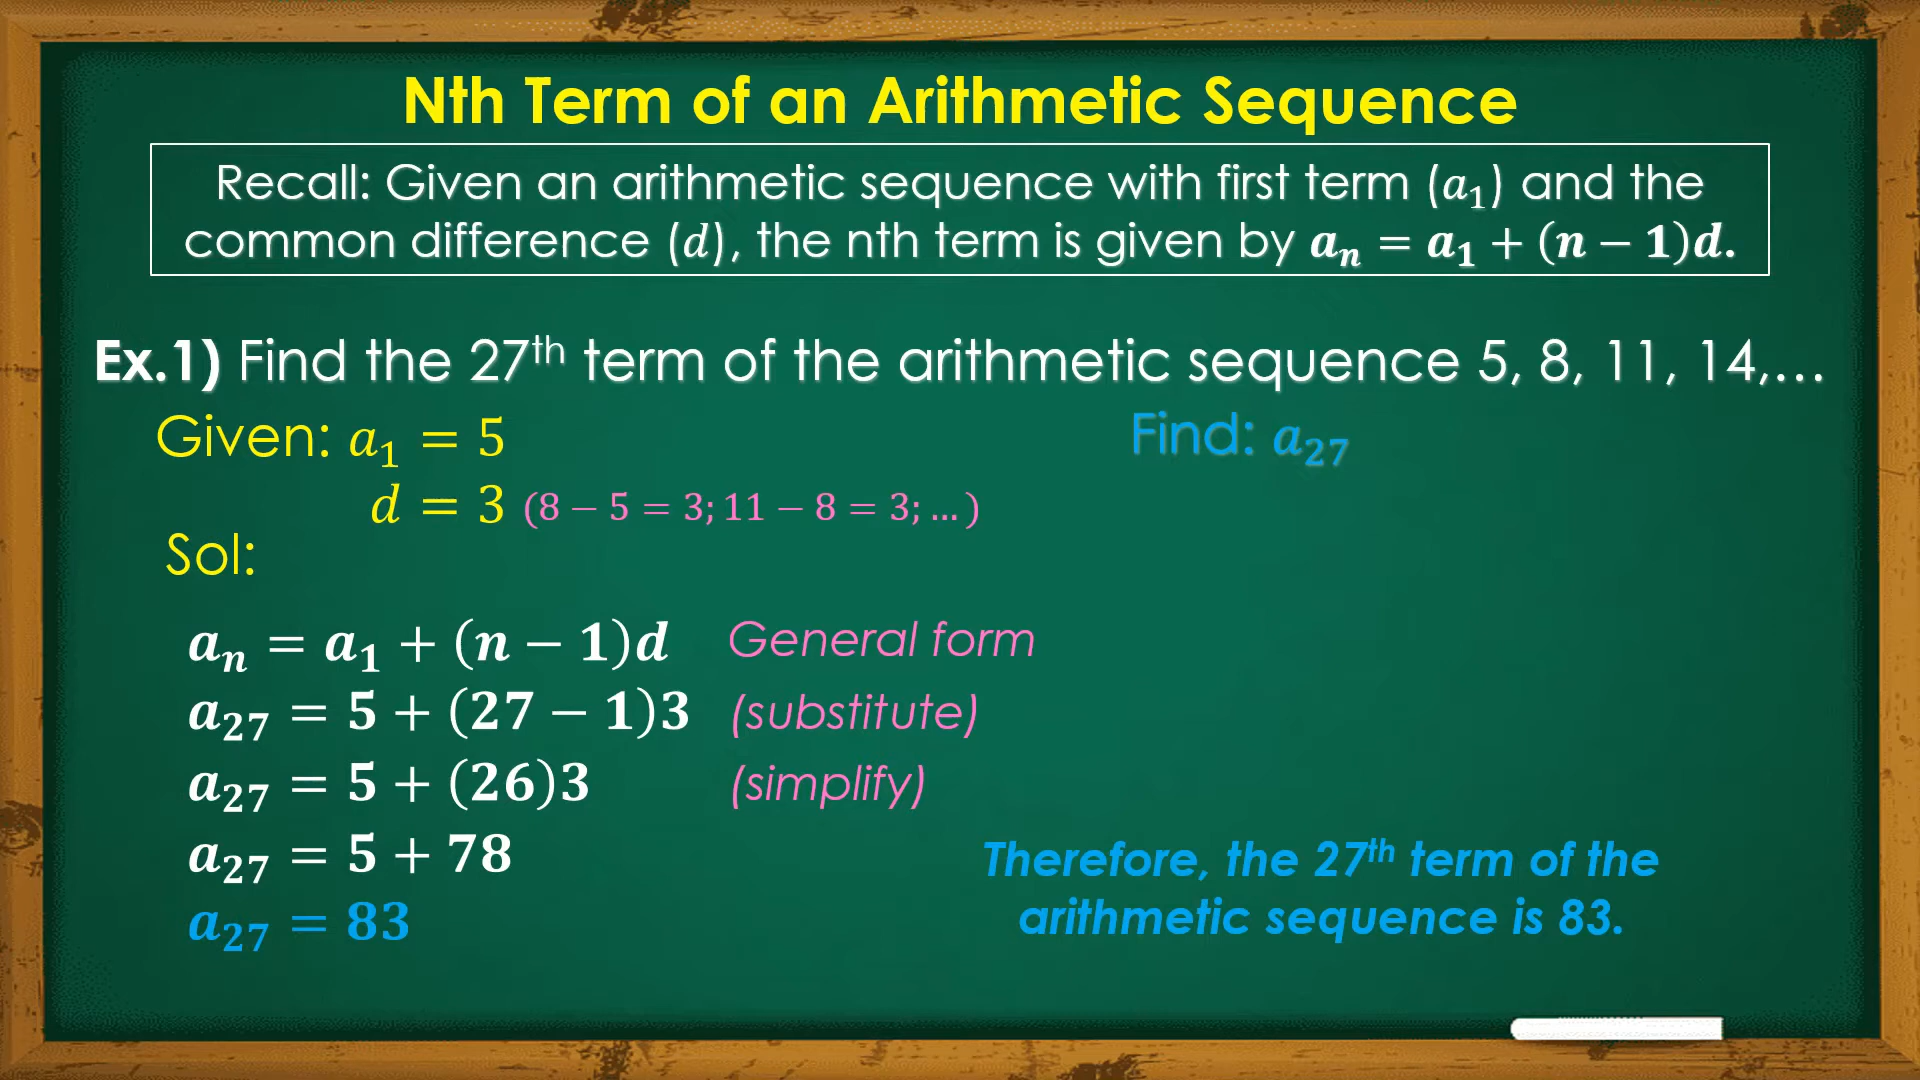 Nth Term of an Arithmetic Sequence
Recall: Given an arithmetic sequence with first term (a₁) and the
common difference (d), the nth term is given by aₙ = a₁ + (n − 1)d.
Ex.1) Find the 27ᵗʰ term of the arithmetic sequence 5, 8, 11, 14,…
Given: a₁ = 5
Find: a₂₇
d = 3 (8 − 5 = 3; 11 − 8 = 3; … )
Sol:
aₙ = a₁ + (n − 1)d General form
a₂₇ = 5 + (27 − 1)3 (substitute)
a₂₇ = 5 + (26)3 (simplify)
a₂₇ = 5 + 78
a₂₇ = 83
Therefore, the 27ᵗʰ term of the
arithmetic sequence is 83.